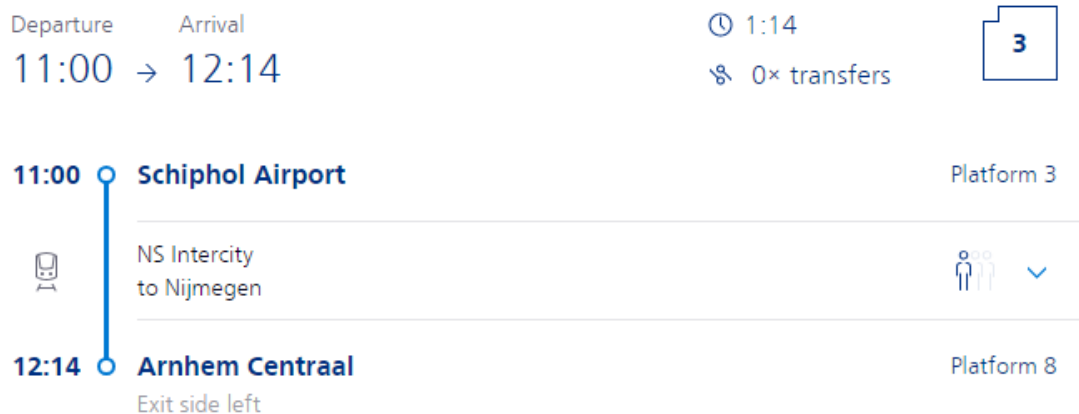 Departure Arrival
11:00 → 12:14
1:14
0× transfers
3
11:00 Schiphol Airport Platform 3
NS Intercity
to Nijmegen
12:14 Arnhem Centraal Platform 8
Exit side left